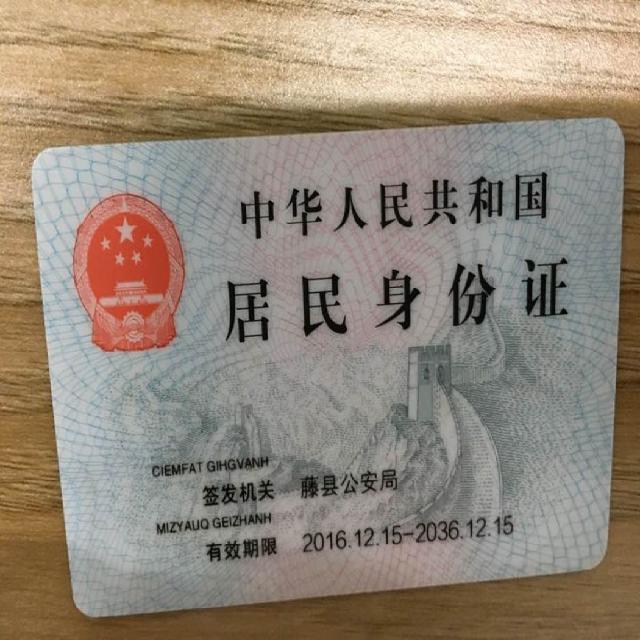 中华人民共和国
居民身份证
CIEMFAT GIHGVANH
签发机关 藤县公安局
MIZYAUQ GEIZHANH
有效期限 2016.12.15-2036.12.15